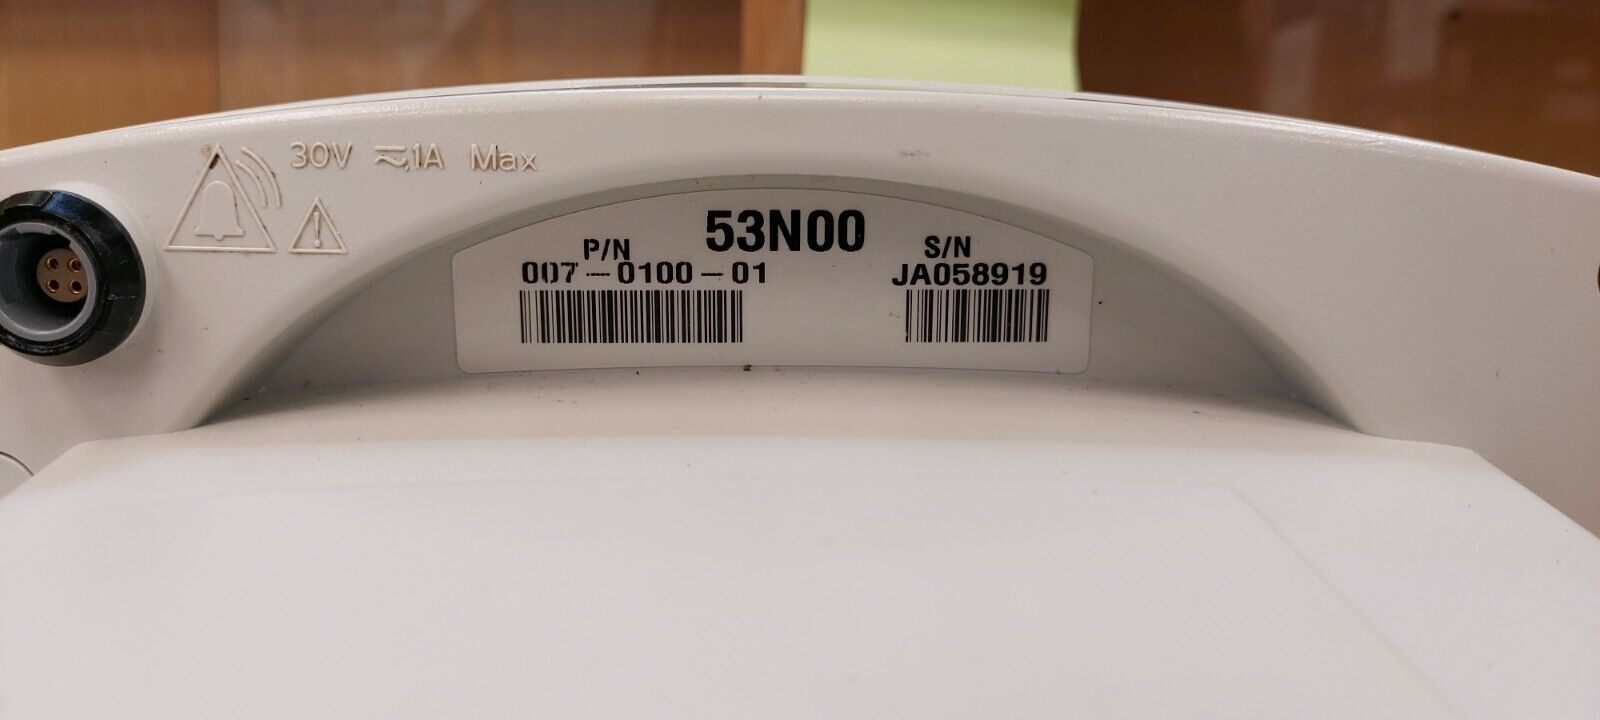 30V ⎓ ,1A Max
53N00
P/N
007-0100-01
S/N
JA058919